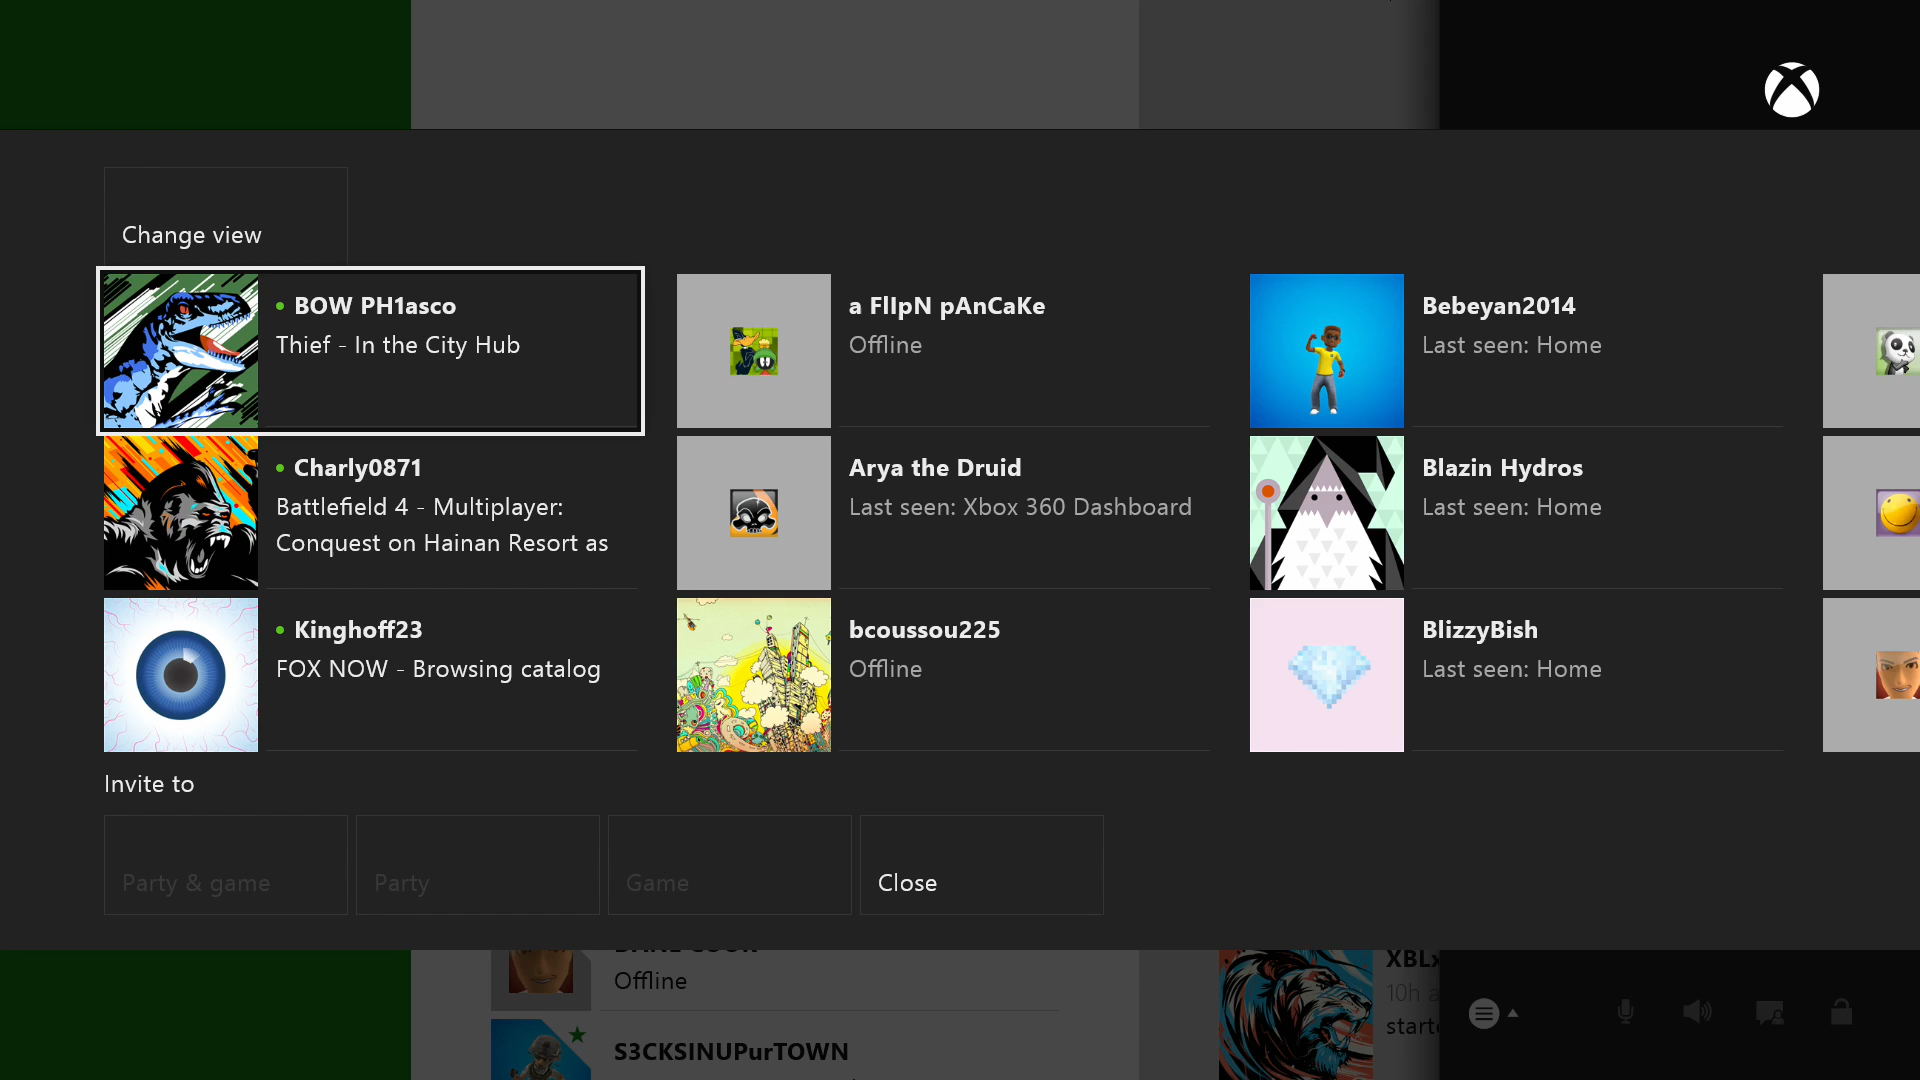 Change view
BOW PH1asco
Thief - In the City Hub
a FlIpN pAnCaKe
Offline
Bebeyan2014
Last seen: Home
Charly0871
Battlefield 4 - Multiplayer:
Conquest on Hainan Resort as
Arya the Druid
Last seen: Xbox 360 Dashboard
Blazin Hydros
Last seen: Home
Kinghoff23
FOX NOW - Browsing catalog
bcoussou225
Offline
BlizzyBish
Last seen: Home
Invite to
Party & game
Party
Game
Close
Offline
S3CKSINUPurTOWN
XBLx
10h a
starte